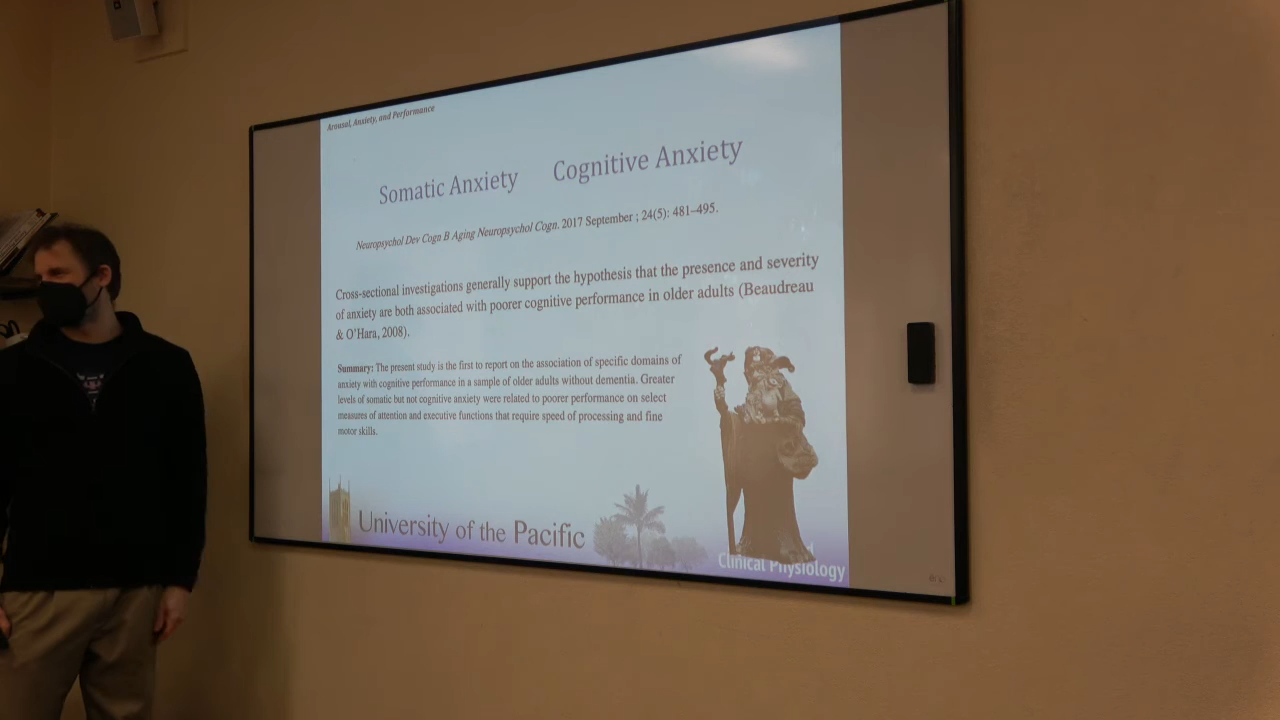 Arousal, Anxiety, and Performance
Somatic Anxiety Cognitive Anxiety
Neuropsychol Dev Cogn B Aging Neuropsychol Cogn. 2017 September ; 24(5): 481–495.
Cross-sectional investigations generally support the hypothesis that the presence and severity
of anxiety are both associated with poorer cognitive performance in older adults (Beaudreau
& O'Hara, 2008).
Summary: The present study is the first to report on the association of specific domains of
anxiety with cognitive performance in a sample of older adults without dementia. Greater
levels of somatic but not cognitive anxiety were related to poorer performance on select
measures of attention and executive functions that require speed of processing and fine
motor skills.
University of the Pacific
Clinical Physiology